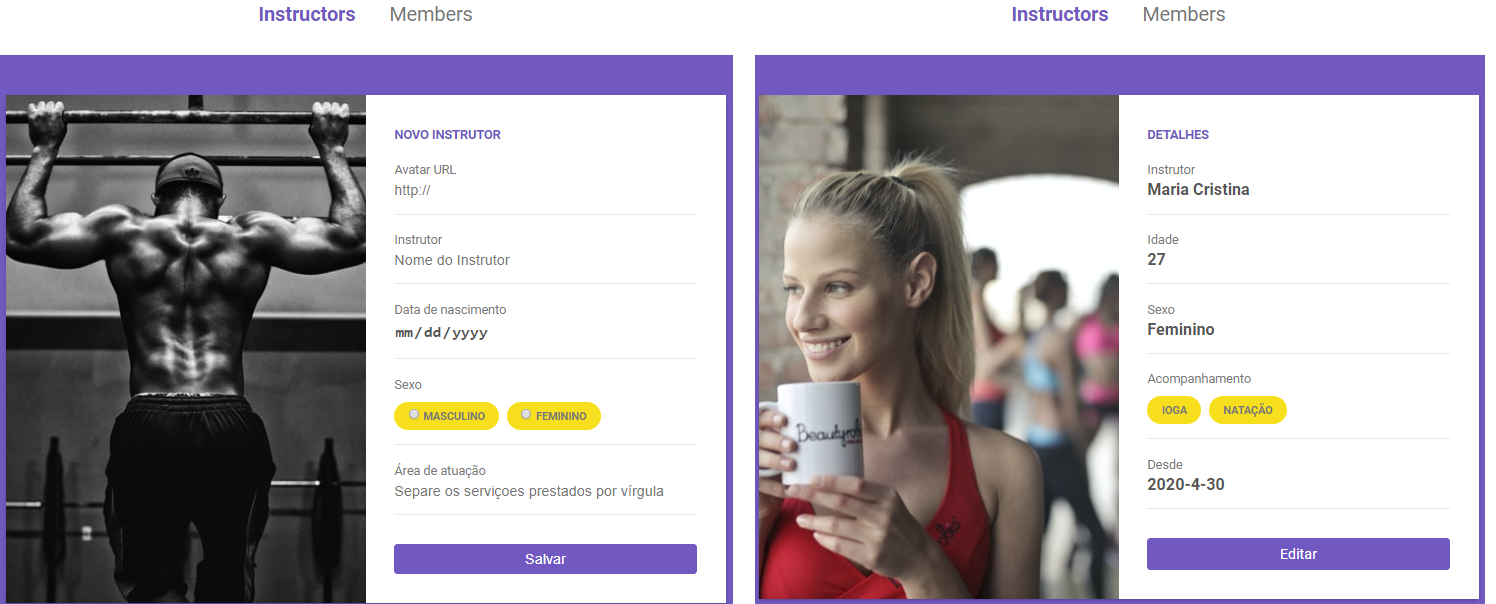 Instructors Members
NOVO INSTRUTOR
Avatar URL
http://
Instrutor
Nome do Instrutor
Data de nascimento
mm/dd/yyyy
Sexo
MASCULINO FEMININO
Área de atuação
Separe os serviçoes prestados por vírgula
Salvar
Instructors Members
Beautyro
DETALHES
Instrutor
Maria Cristina
Idade
27
Sexo
Feminino
Acompanhamento
IOGA NATAÇÃO
Desde
2020-4-30
Editar